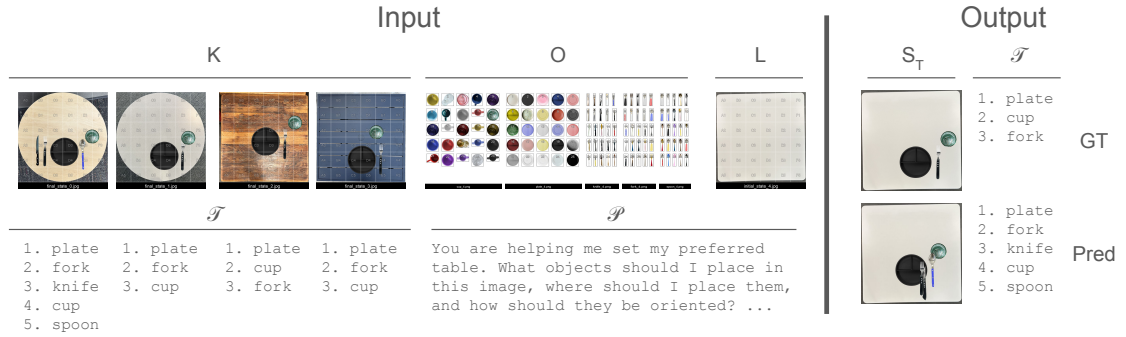 Input
Output
K
O
L
S_T
𝒯
final_state_0.jpg
final_state_1.jpg
final_state_2.jpg
final_state_3.jpg
initial_state_4.jpg
1. plate
2. cup
3. fork
GT
𝒯
𝒫
1. plate
2. fork
3. knife
4. cup
5. spoon
1. plate
2. fork
3. cup
1. plate
2. cup
3. fork
1. plate
2. fork
3. cup
You are helping me set my preferred
table. What objects should I place in
this image, where should I place them,
and how should they be oriented? ...
1. plate
2. fork
3. knife
4. cup
5. spoon
Pred